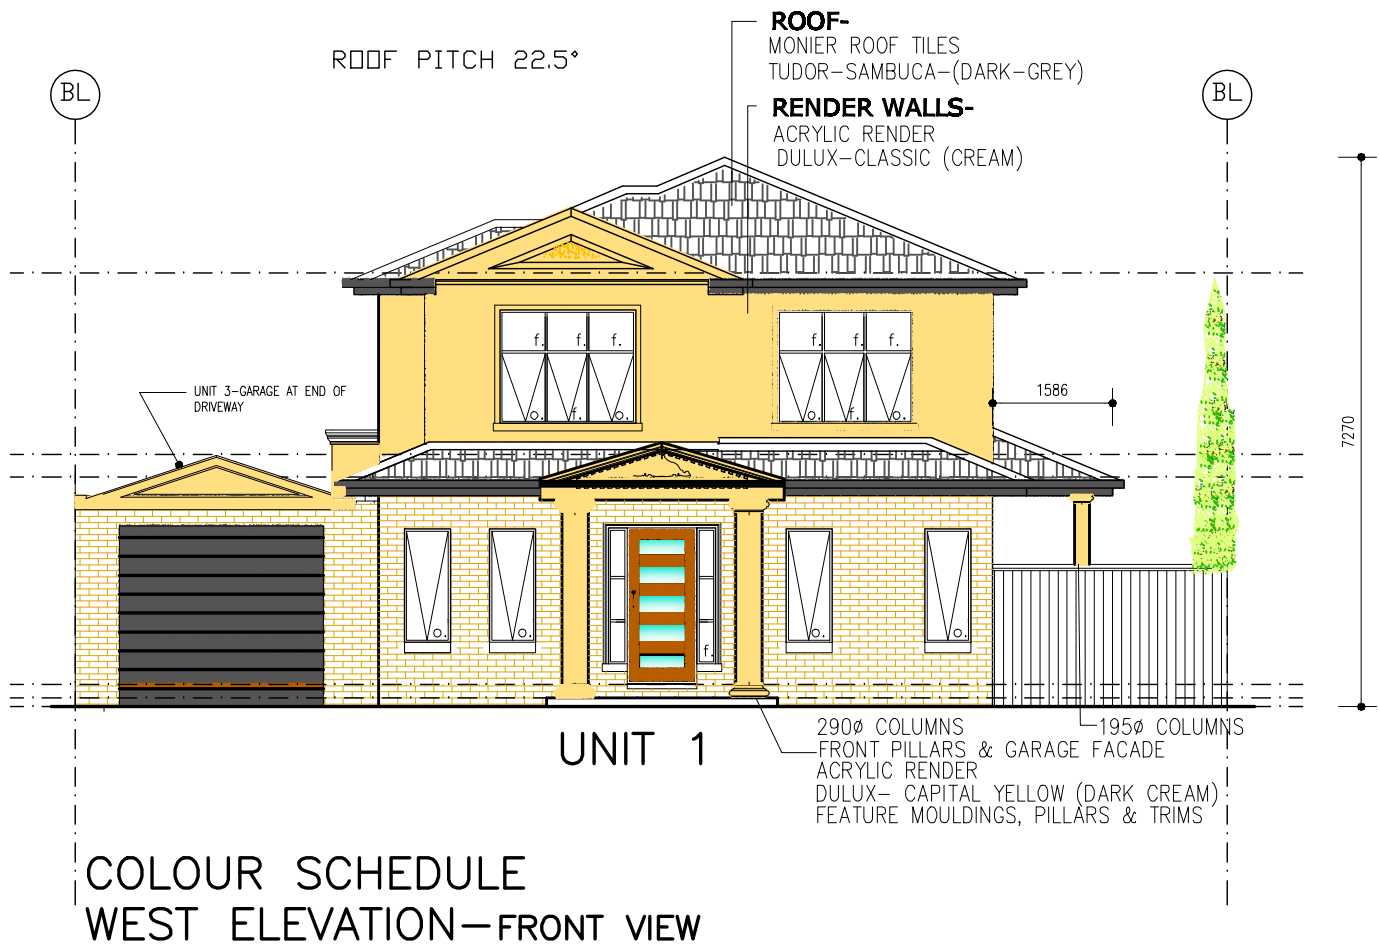 ROOF-
MONIER ROOF TILES
TUDOR-SAMBUCA-(DARK-GREY)
ROOF PITCH 22.5°
BL
BL
RENDER WALLS-
ACRYLIC RENDER
DULUX-CLASSIC (CREAM)
f.
f.
f.
f.
f.
f.
o.
f.
o.
o.
f.
o.
UNIT 3-GARAGE AT END OF
DRIVEWAY
1586
7270
o.
o.
o.
o.
f.
290ø COLUMNS
195ø COLUMNS
FRONT PILLARS & GARAGE FACADE
ACRYLIC RENDER
DULUX- CAPITAL YELLOW (DARK CREAM)
FEATURE MOULDINGS, PILLARS & TRIMS
UNIT 1
COLOUR SCHEDULE
WEST ELEVATION-FRONT VIEW